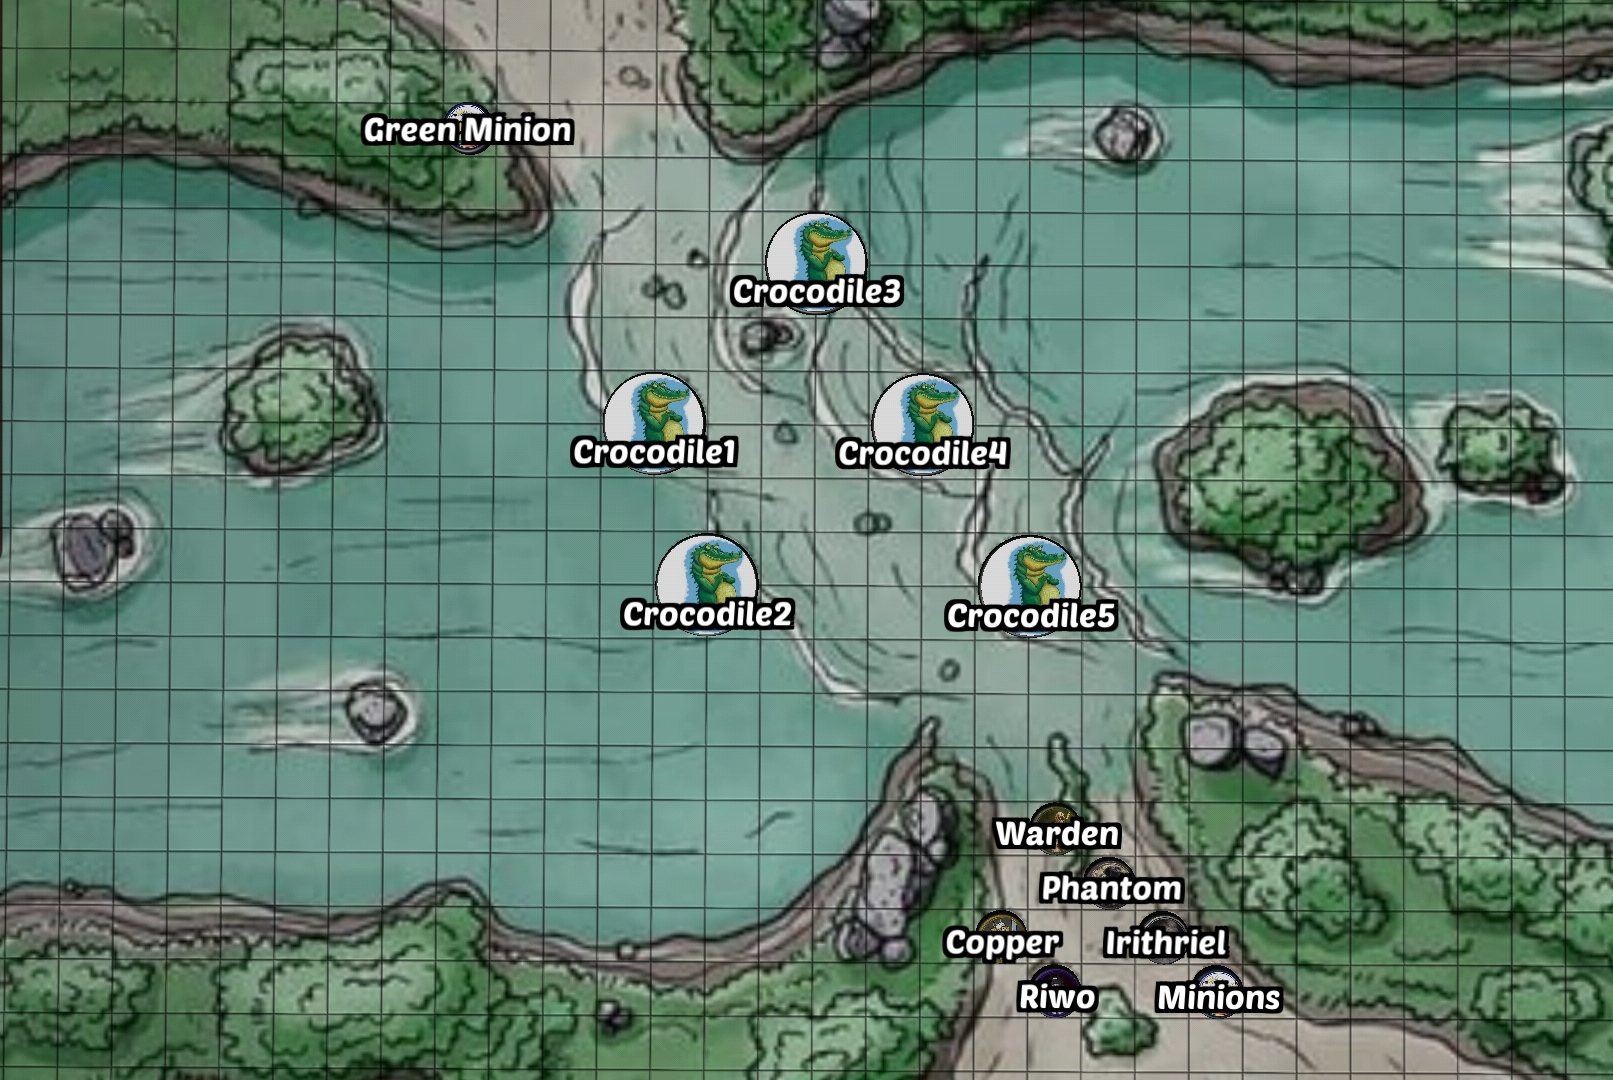 Green Minion
Crocodile3
Crocodile1
Crocodile4
Crocodile2
Crocodile5
Warden
Phantom
Copper
Irithriel
Riwo
Minions